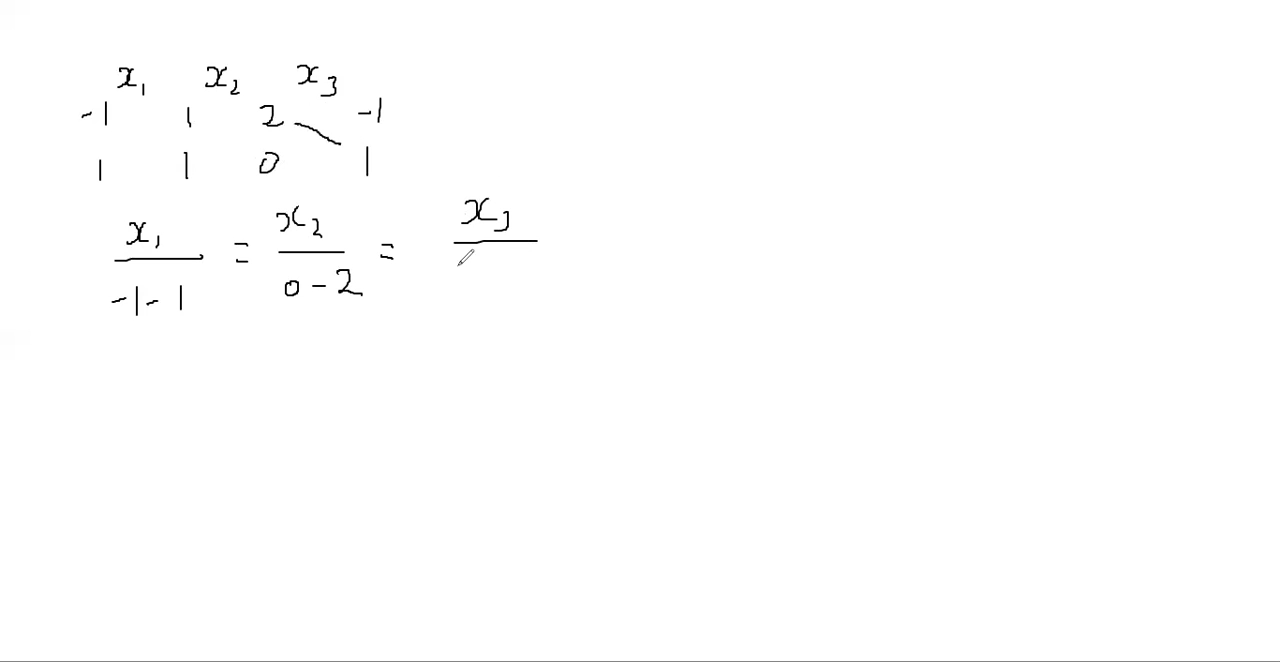 x₁ x₂ x₃
-1 1 2 -1
1 1 0 1
x₁ / -1-1 = x₂ / 0-2 = x₃ /